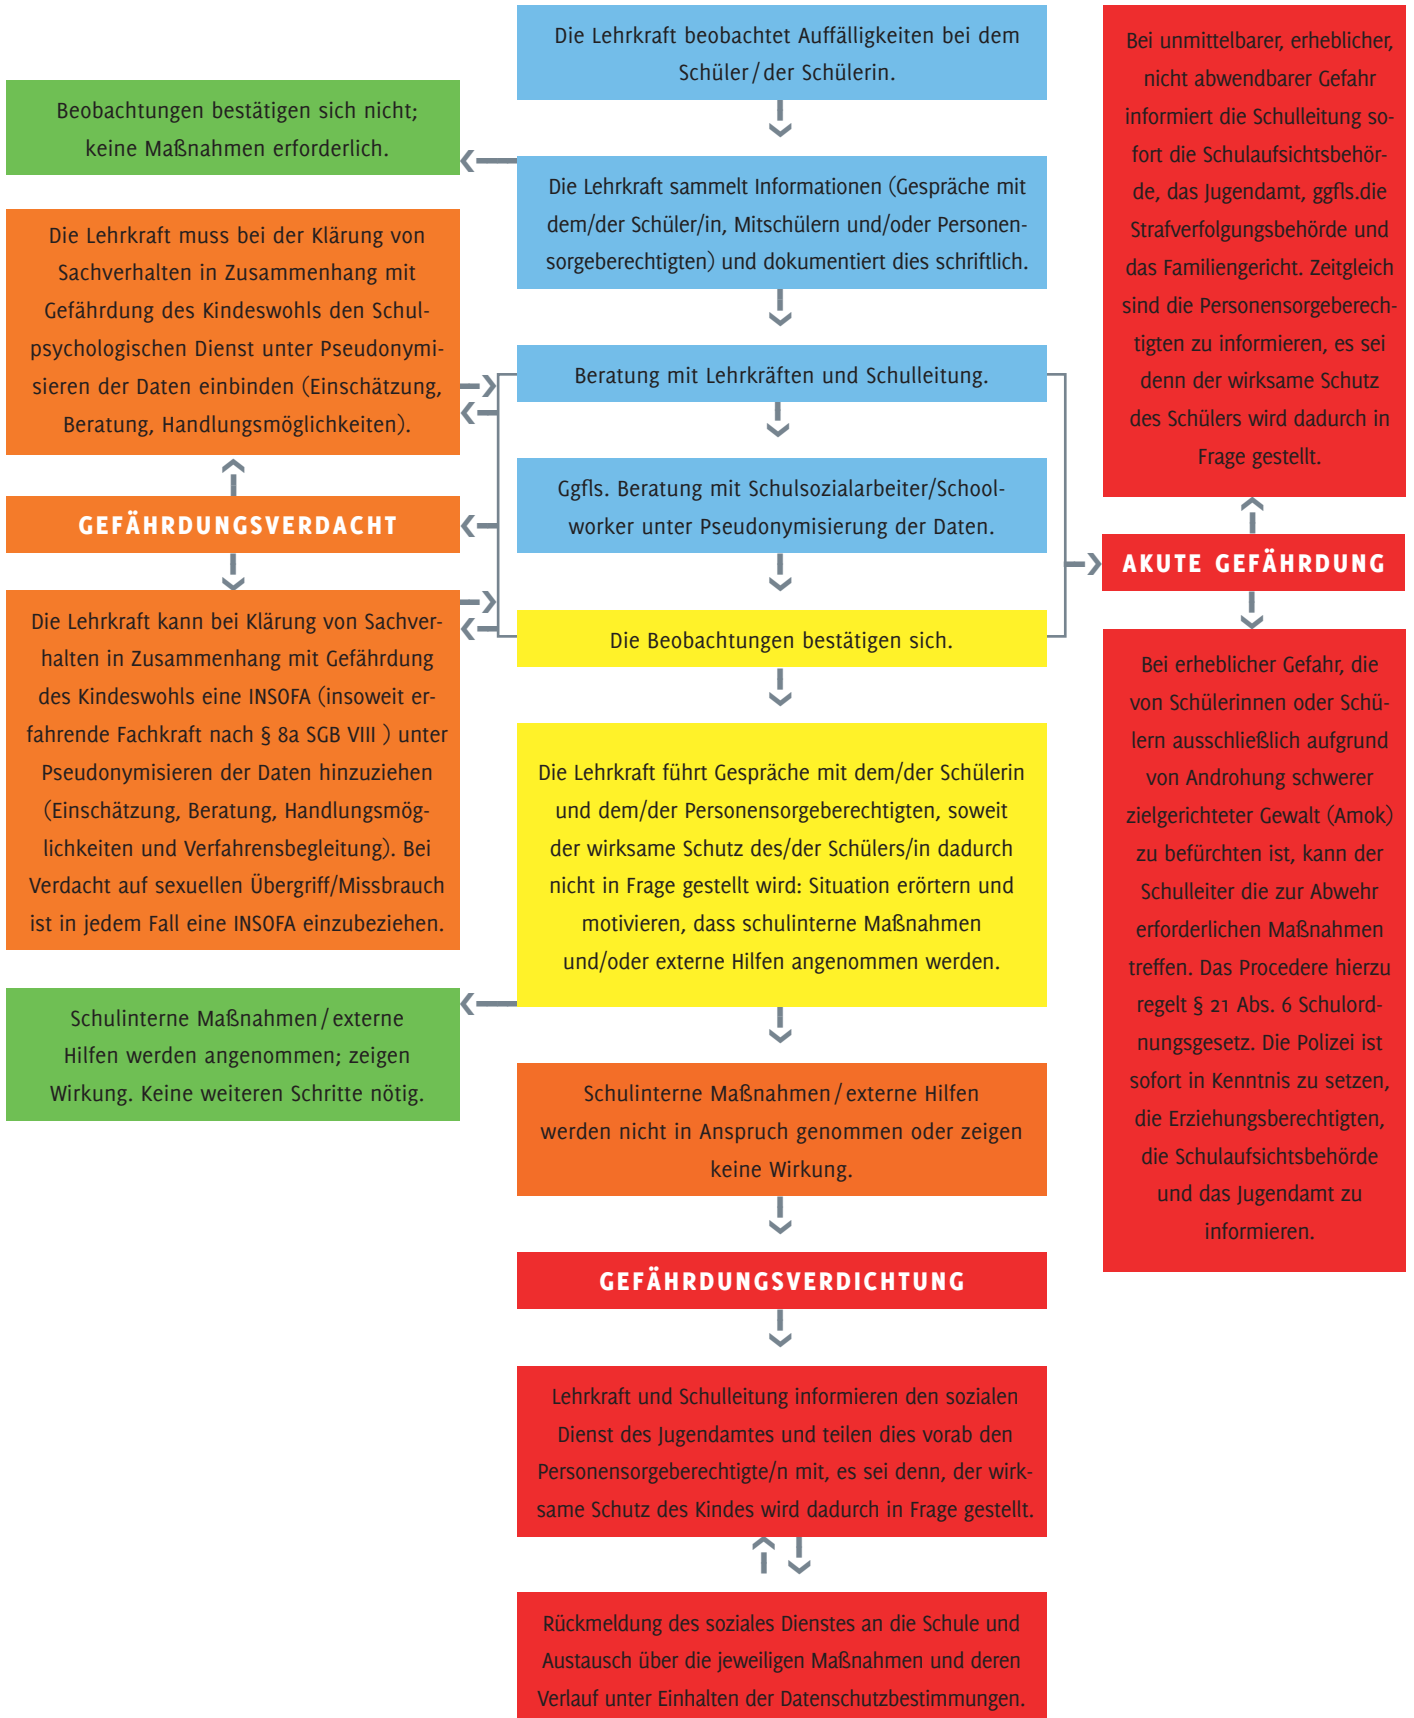 Die Lehrkraft beobachtet Auffälligkeiten bei dem
Schüler/der Schülerin.
Beobachtungen bestätigen sich nicht;
keine Maßnahmen erforderlich.
Die Lehrkraft sammelt Informationen (Gespräche mit
dem/der Schüler/in, Mitschülern und/oder Personen-
sorgeberechtigten) und dokumentiert dies schriftlich.
Die Lehrkraft muss bei der Klärung von
Sachverhalten in Zusammenhang mit
Gefährdung des Kindeswohls den Schul-
psychologischen Dienst unter Pseudonymi-
sieren der Daten einbinden (Einschätzung,
Beratung, Handlungsmöglichkeiten).
Beratung mit Lehrkräften und Schulleitung.
GEFÄHRDUNGSVERDACHT
Ggfls. Beratung mit Schulsozialarbeiter/School-
worker unter Pseudonymisierung der Daten.
Die Lehrkraft kann bei Klärung von Sachver-
halten in Zusammenhang mit Gefährdung
des Kindeswohls eine INSOFA (insoweit er-
fahrende Fachkraft nach § 8a SGB VIII ) unter
Pseudonymisieren der Daten hinzuziehen
(Einschätzung, Beratung, Handlungsmög-
lichkeiten und Verfahrensbegleitung). Bei
Verdacht auf sexuellen Übergriff/Missbrauch
ist in jedem Fall eine INSOFA einzubeziehen.
Die Beobachtungen bestätigen sich.
Die Lehrkraft führt Gespräche mit dem/der Schülerin
und dem/der Personensorgeberechtigten, soweit
der wirksame Schutz des/der Schülers/in dadurch
nicht in Frage gestellt wird: Situation erörtern und
motivieren, dass schulinterne Maßnahmen
und/oder externe Hilfen angenommen werden.
Schulinterne Maßnahmen/externe
Hilfen werden angenommen; zeigen
Wirkung. Keine weiteren Schritte nötig.
Schulinterne Maßnahmen/externe Hilfen
werden nicht in Anspruch genommen oder zeigen
keine Wirkung.
GEFÄHRDUNGSVERDICHTUNG
Lehrkraft und Schulleitung informieren den sozialen
Dienst des Jugendamtes und teilen dies vorab den
Personensorgeberechtigte/n mit, es sei denn, der wirk-
same Schutz des Kindes wird dadurch in Frage gestellt.
Rückmeldung des soziales Dienstes an die Schule und
Austausch über die jeweiligen Maßnahmen und deren
Verlauf unter Einhalten der Datenschutzbestimmungen.
Bei unmittelbarer, erheblicher,
nicht abwendbarer Gefahr
informiert die Schulleitung so-
fort die Schulaufsichtsbehör-
de, das Jugendamt, ggfls.die
Strafverfolgungsbehörde und
das Familiengericht. Zeitgleich
sind die Personensorgeberech-
tigten zu informieren, es sei
denn der wirksame Schutz
des Schülers wird dadurch in
Frage gestellt.
AKUTE GEFÄHRDUNG
Bei erheblicher Gefahr, die
von Schülerinnen oder Schü-
lern ausschließlich aufgrund
von Androhung schwerer
zielgerichteter Gewalt (Amok)
zu befürchten ist, kann der
Schulleiter die zur Abwehr
erforderlichen Maßnahmen
treffen. Das Procedere hierzu
regelt § 21 Abs. 6 Schulord-
nungsgesetz. Die Polizei ist
sofort in Kenntnis zu setzen,
die Erziehungsberechtigten,
die Schulaufsichtsbehörde
und das Jugendamt zu
informieren.